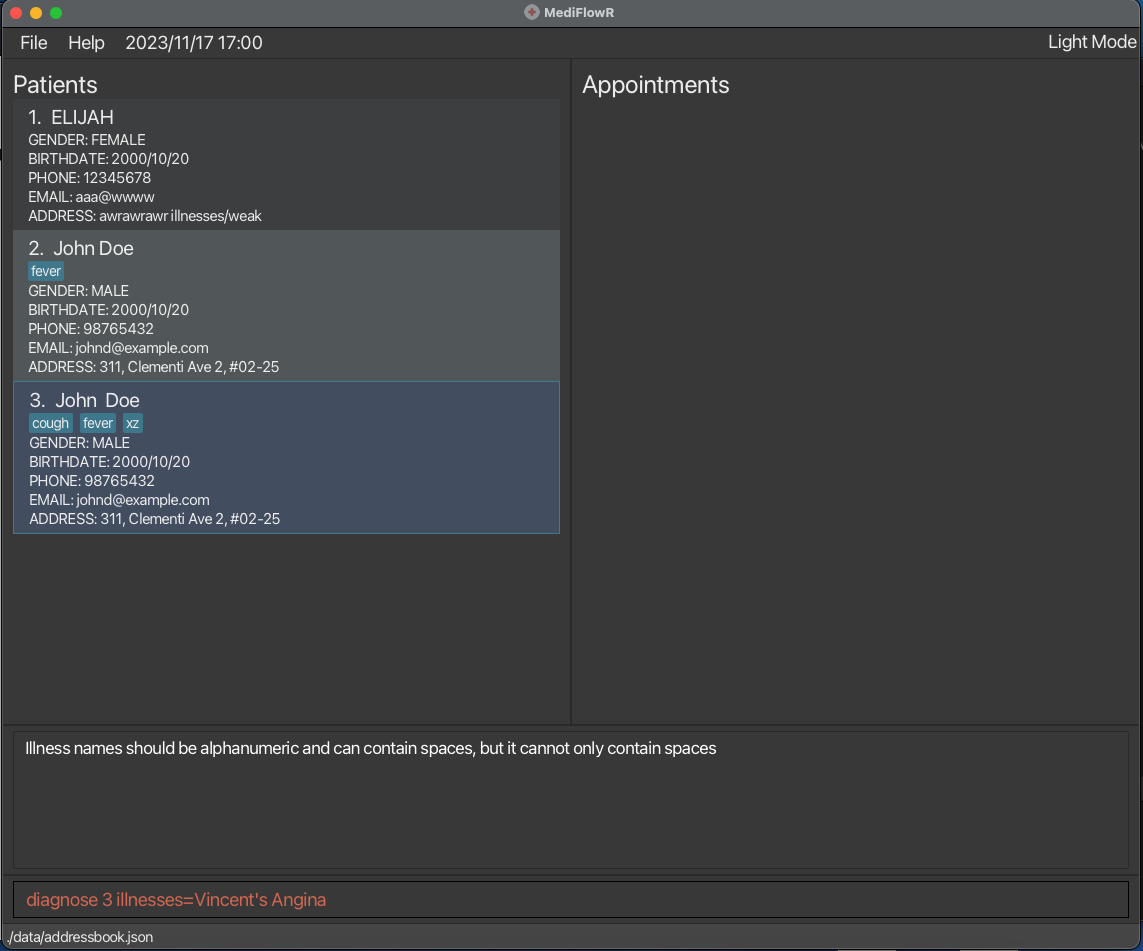 MediFlowR
File Help 2023/11/17 17:00 Light Mode
Patients
1. ELIJAH
GENDER: FEMALE
BIRTHDATE: 2000/10/20
PHONE: 12345678
EMAIL: aaa@wwww
ADDRESS: awrawrawr illnesses/weak
2. John Doe
fever
GENDER: MALE
BIRTHDATE: 2000/10/20
PHONE: 98765432
EMAIL: johnd@example.com
ADDRESS: 311, Clementi Ave 2, #02-25
3. John  Doe
cough fever xz
GENDER: MALE
BIRTHDATE: 2000/10/20
PHONE: 98765432
EMAIL: johnd@example.com
ADDRESS: 311, Clementi Ave 2, #02-25
Appointments
Illness names should be alphanumeric and can contain spaces, but it cannot only contain spaces
diagnose 3 illnesses=Vincent's Angina
./data/addressbook.json